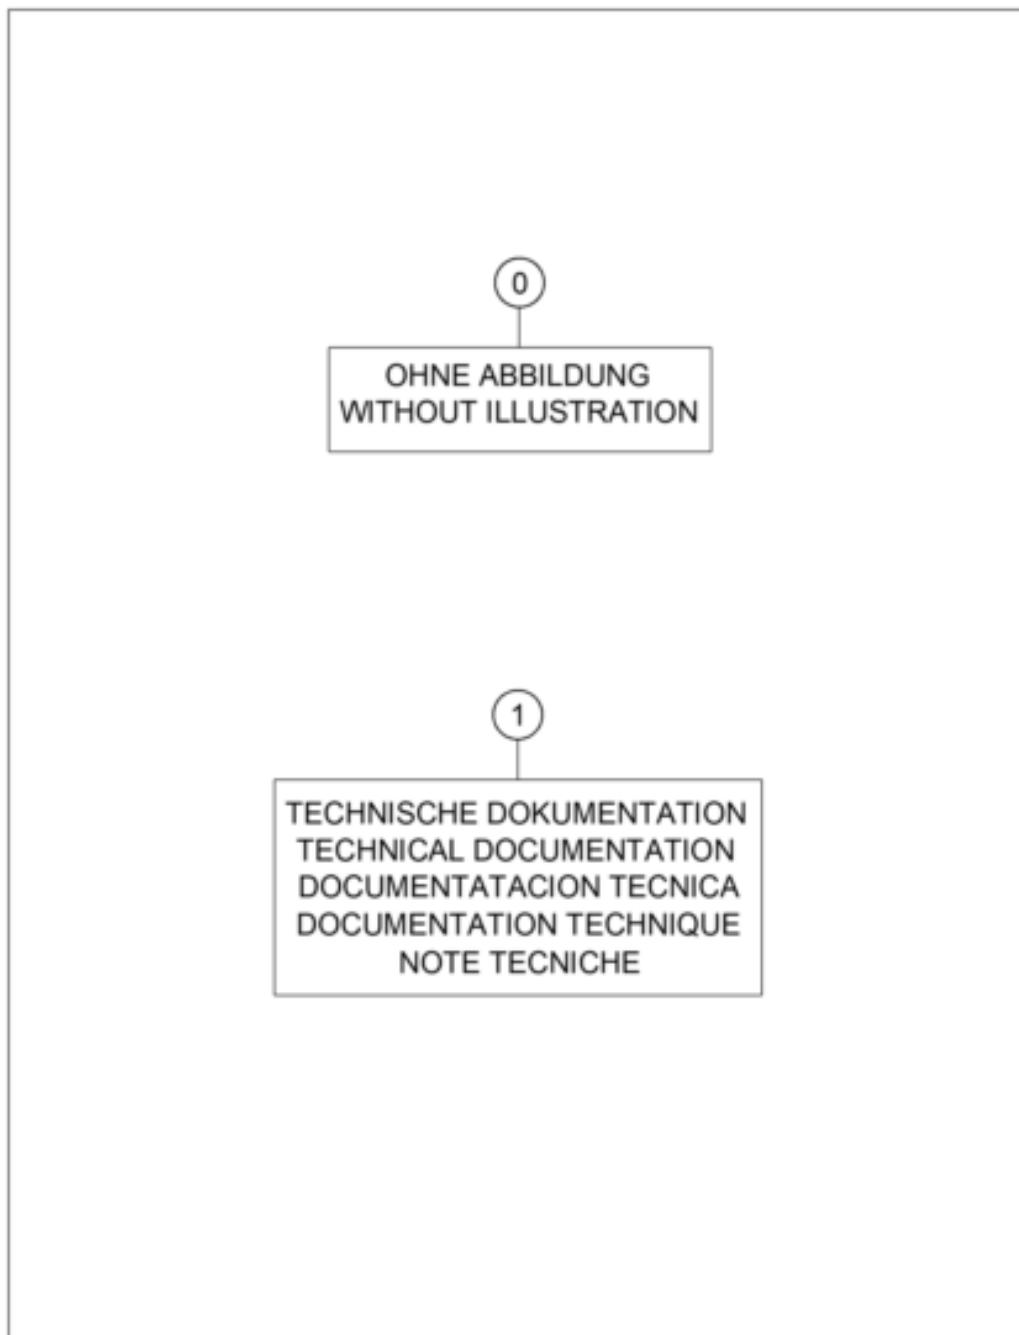 0
OHNE ABBILDUNG
WITHOUT ILLUSTRATION
1
TECHNISCHE DOKUMENTATION
TECHNICAL DOCUMENTATION
DOCUMENTATACION TECNICA
DOCUMENTATION TECHNIQUE
NOTE TECNICHE